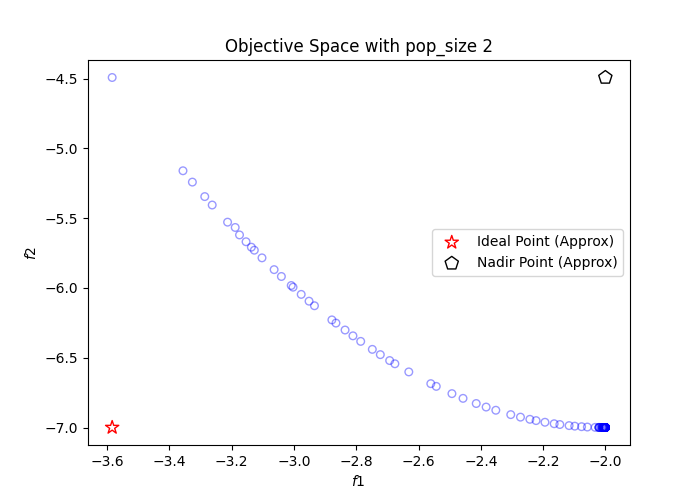 Objective Space with pop_size 2
−4.5
−5.0
−5.5
−6.0
−6.5
−7.0
f2
Ideal Point (Approx)
Nadir Point (Approx)
−3.6 −3.4 −3.2 −3.0 −2.8 −2.6 −2.4 −2.2 −2.0
f1